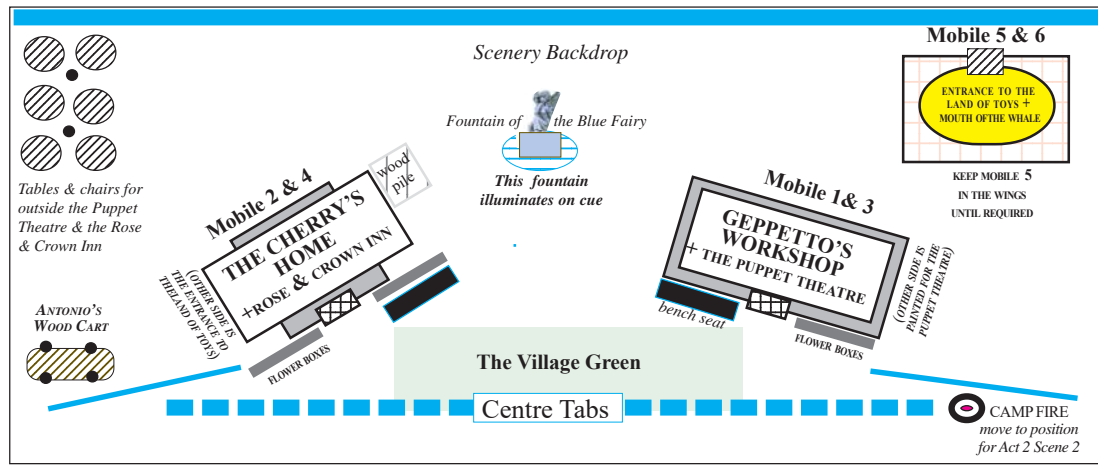 Scenery Backdrop
Mobile 5 & 6
ENTRANCE TO THE
LAND OF TOYS +
MOUTH OFTHE WHALE
KEEP MOBILE 5
IN THE WINGS
UNTIL REQUIRED
Fountain of the Blue Fairy
This fountain
illuminates on cue
Tables & chairs for
outside the Puppet
Theatre & the Rose
& Crown Inn
wood
pile
Mobile 2 & 4
THE CHERRY'S
HOME
+ROSE & CROWN INN
(OTHER SIDE IS
THE ENTRANCE TO
THELAND OF TOYS)
FLOWER BOXES
Mobile 1& 3
GEPPETTO'S
WORKSHOP
+ THE PUPPET THEATRE
(OTHER SIDE IS
PAINTED FOR THE
PUPPET THEATRE)
bench seat
FLOWER BOXES
ANTONIO'S
WOOD CART
The Village Green
Centre Tabs
CAMP FIRE
move to position
for Act 2 Scene 2